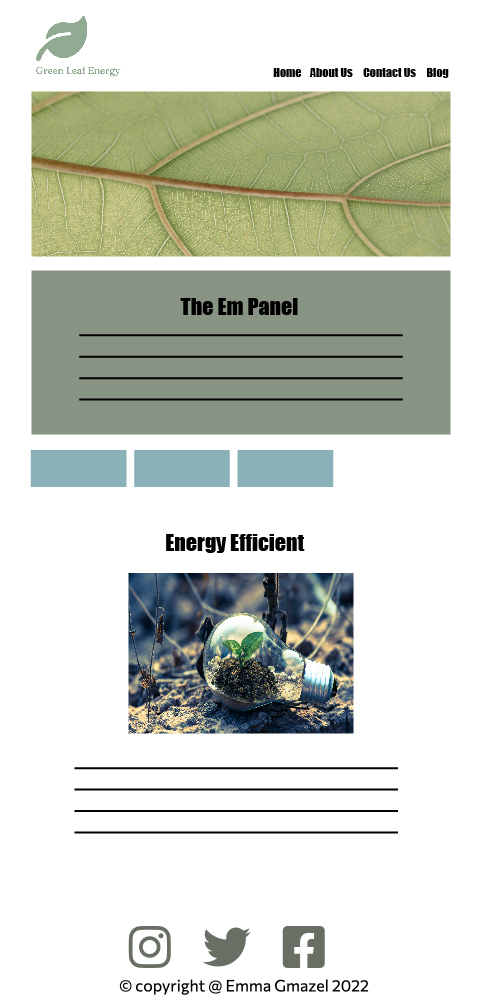 Green Leaf Energy
Home About Us Contact Us Blog
The Em Panel
Energy Efficient
© copyright @ Emma Gmazel 2022